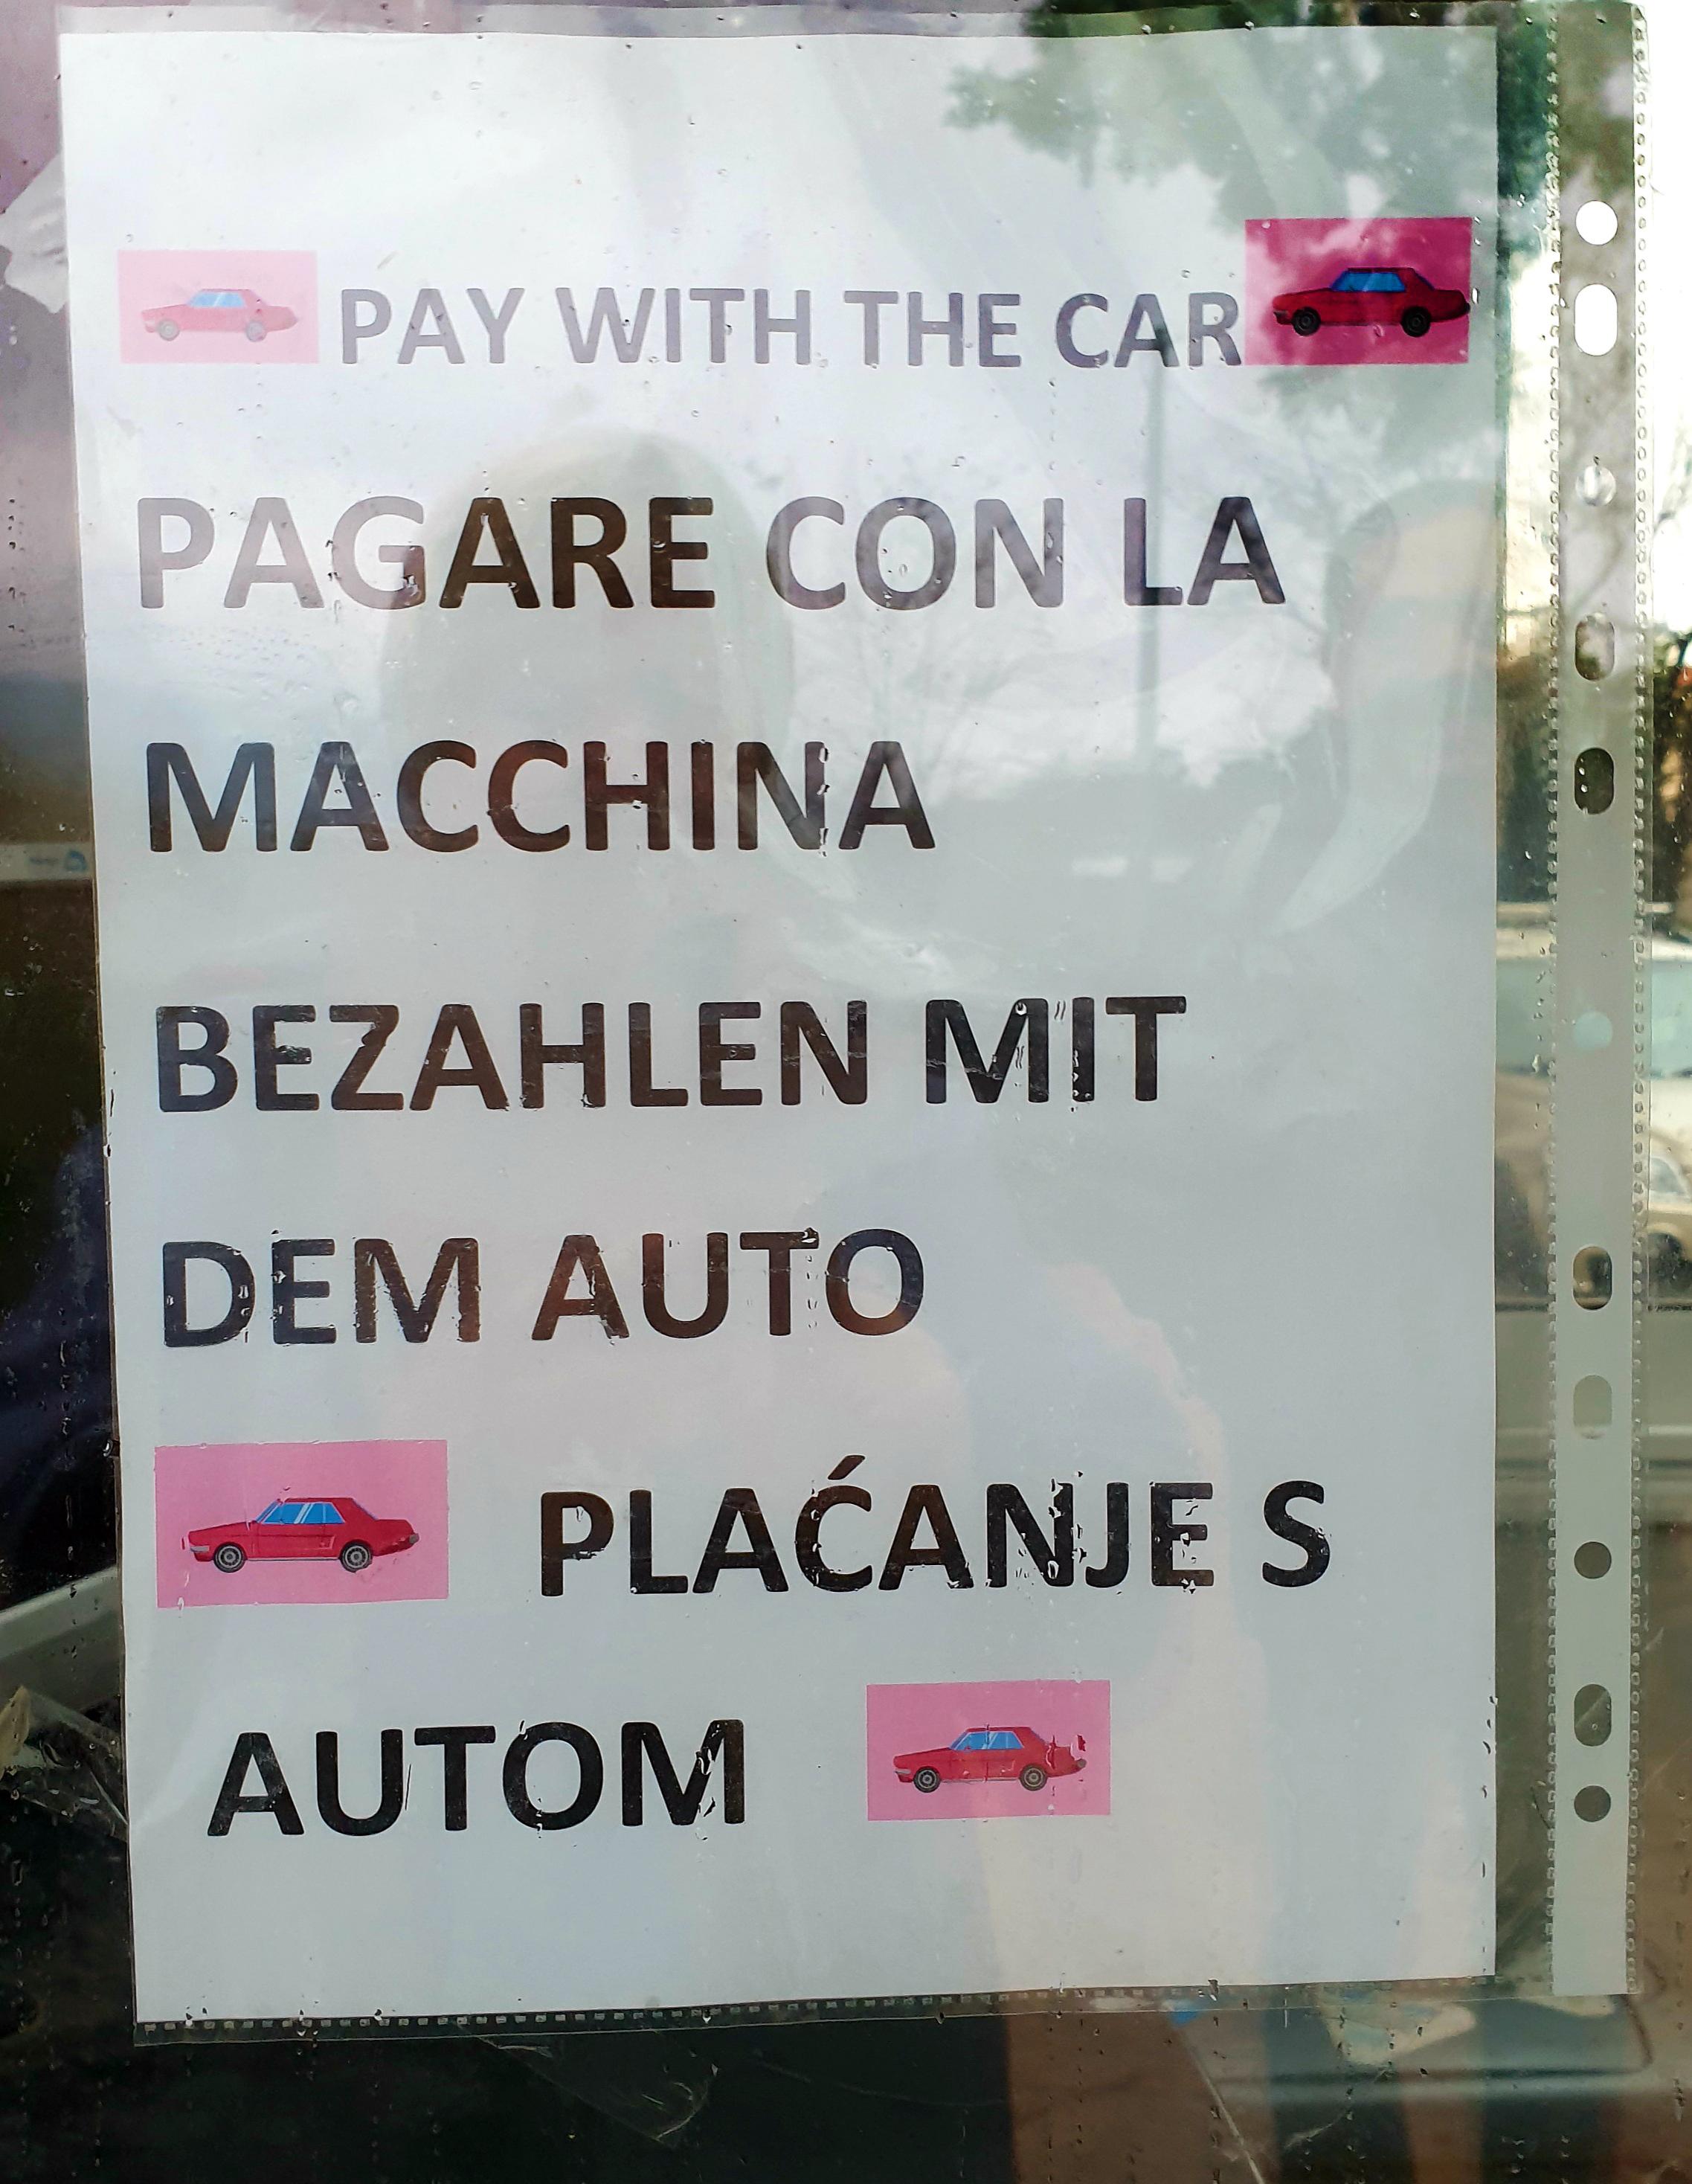 PAY WITH THE CAR
PAGARE CON LA
MACCHINA
BEZAHLEN MIT
DEM AUTO
PLAĆANJE S
AUTOM